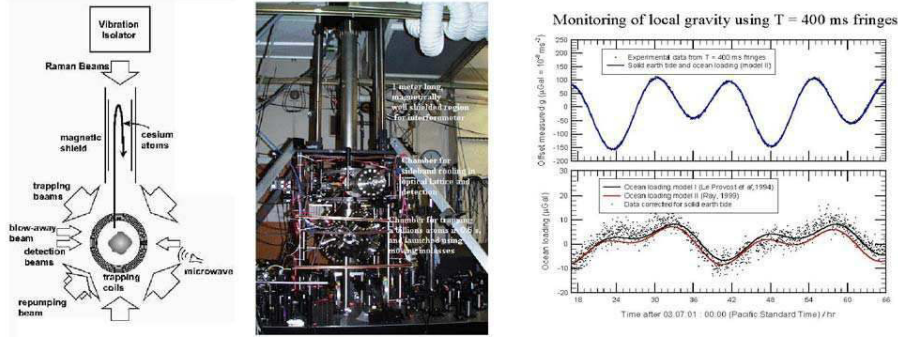 Vibration
Isolator
Raman Beams
magnetic
shield
cesium
atoms
trapping
beams
blow-away
beam
detection
beams
trapping
coils
microwave
repumping
beam
1-meter long,
magnetically
well shielded region
for interferometer
Chamber for
sideband cooling in
optical lattice and
detection
Chamber for trapping
a billions atoms in 0.6 s,
and launched using
moving molasses
Monitoring of local gravity using T = 400 ms fringes
Experimental data from T = 400 ms fringes
Solid earth tide and ocean loading (model II)
Offset measured g (μGal = 10⁻⁸ ms⁻²)
200
150
100
50
0
-50
-100
-150
-200
250
Ocean loading model I (Le Provost et al, 1994)
Ocean loading model II (Ray, 1999)
Data corrected for solid earth tide
Ocean loading (μGal)
30
20
10
0
-10
-20
18 24 30 36 42 48 54 60 66
Time after 03.07.01 : 00:00 (Pacific Standard Time) / hr